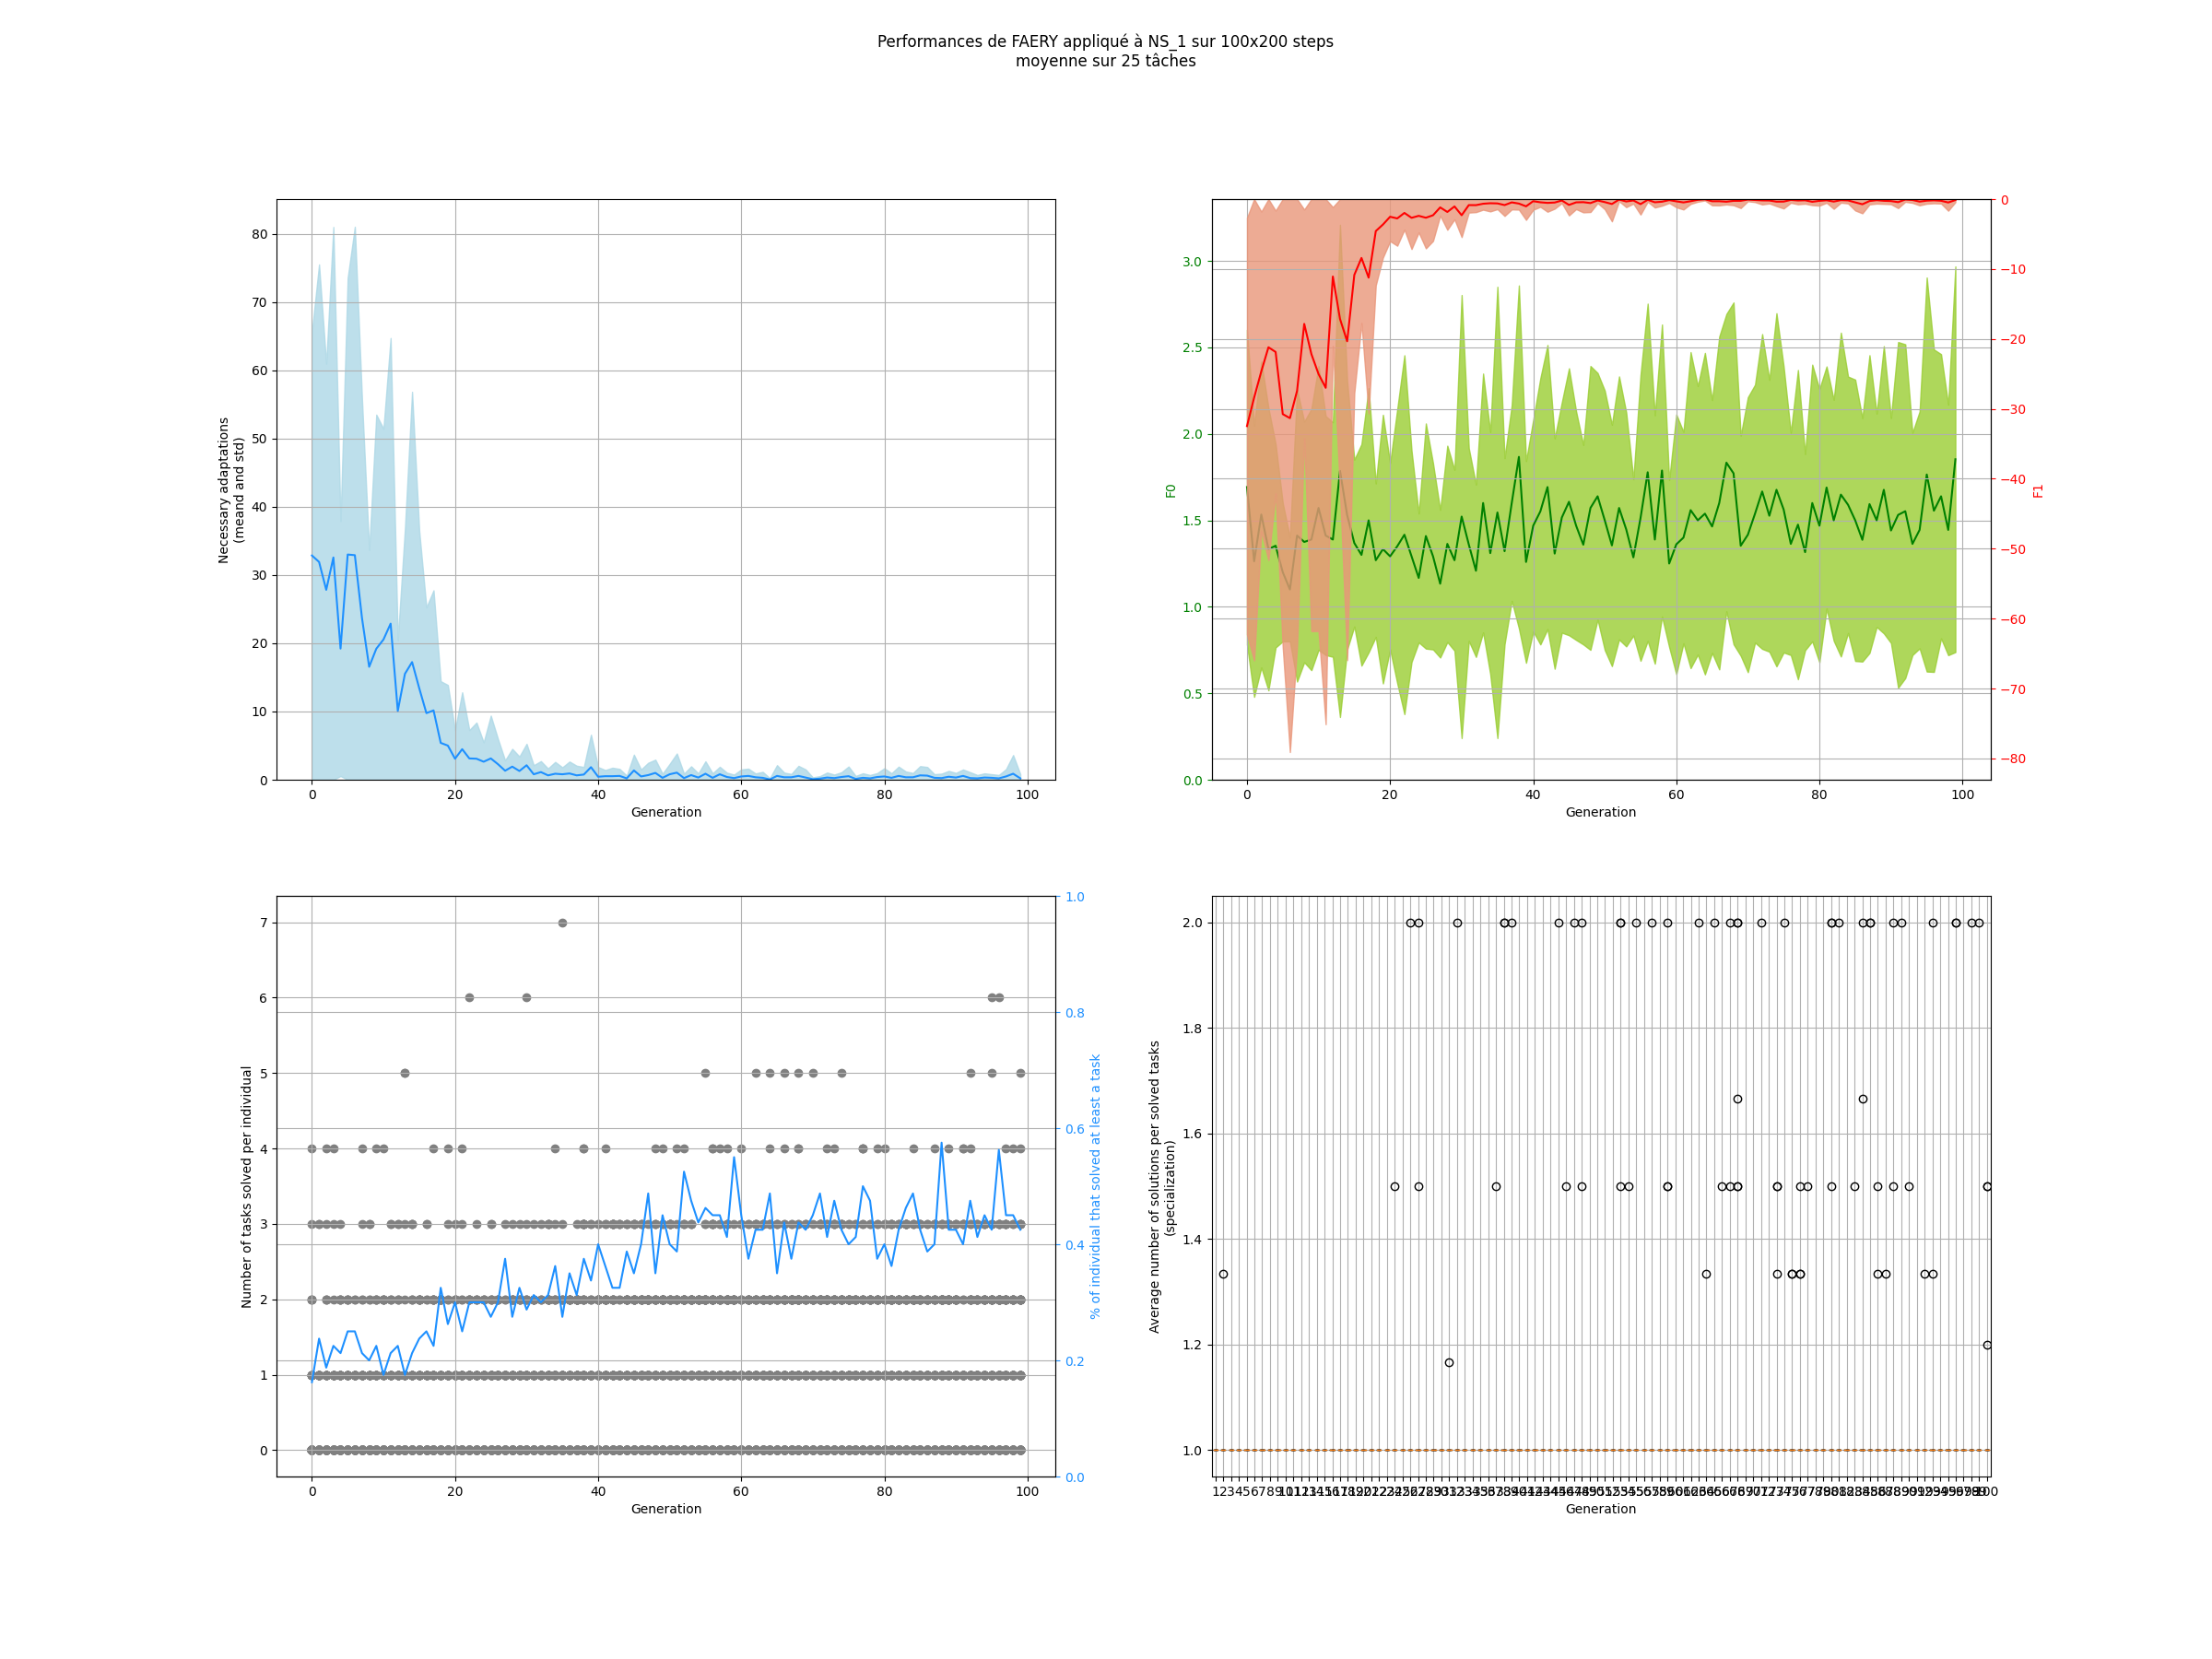 Performances de FAERY appliqué à NS_1 sur 100x200 steps
moyenne sur 25 tâches
80
70
60
50
40
30
20
10
0
Necessary adaptations
(meand and std)
0 20 40 60 80 100
Generation
3.0
2.5
2.0
1.5
1.0
0.5
0.0
F0
0
−10
−20
−30
−40
−50
−60
−70
−80
F1
0 20 40 60 80 100
Generation
7
6
5
4
3
2
1
0
Number of tasks solved per individual
1.0
0.8
0.6
0.4
0.2
0.0
% of individual that solved at least a task
0 20 40 60 80 100
Generation
2.0
1.8
1.6
1.4
1.2
1.0
Average number of solutions per solved tasks
(specialization)
Generation